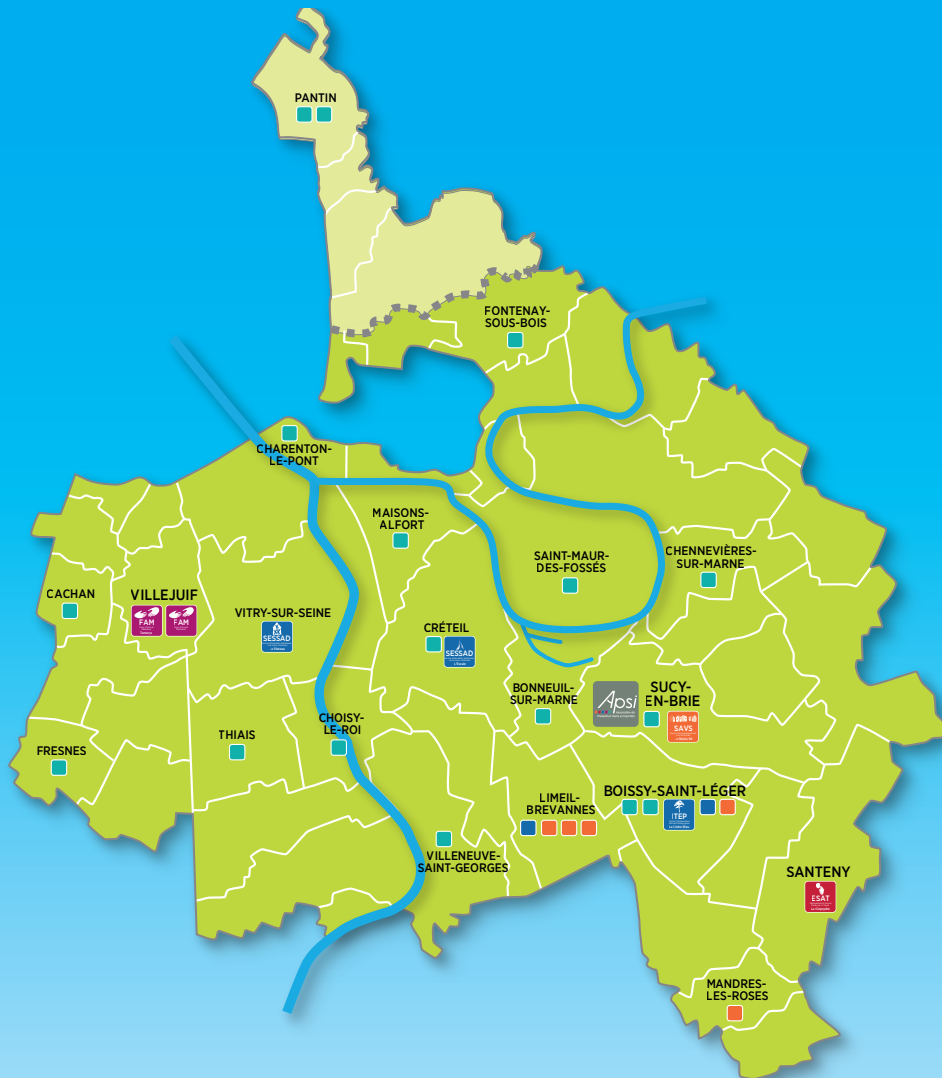 PANTIN
FONTENAY-
SOUS-BOIS
CHARENTON-
LE-PONT
MAISONS-
ALFORT
SAINT-MAUR-
DES-FOSSÉS
CHENNEVIÈRES-
SUR-MARNE
CACHAN
VILLEJUIF
FAM
FAM
VITRY-SUR-SEINE
SESSAD
CRÉTEIL
SESSAD
BONNEUIL-
SUR-MARNE
Apsi
SUCY-
EN-BRIE
SAVS
FRESNES
THIAIS
CHOISY-
LE-ROI
LIMEIL-
BREVANNES
BOISSY-SAINT-LÉGER
ITEP
VILLENEUVE-
SAINT-GEORGES
SANTENY
ESAT
MANDRES-
LES-ROSES